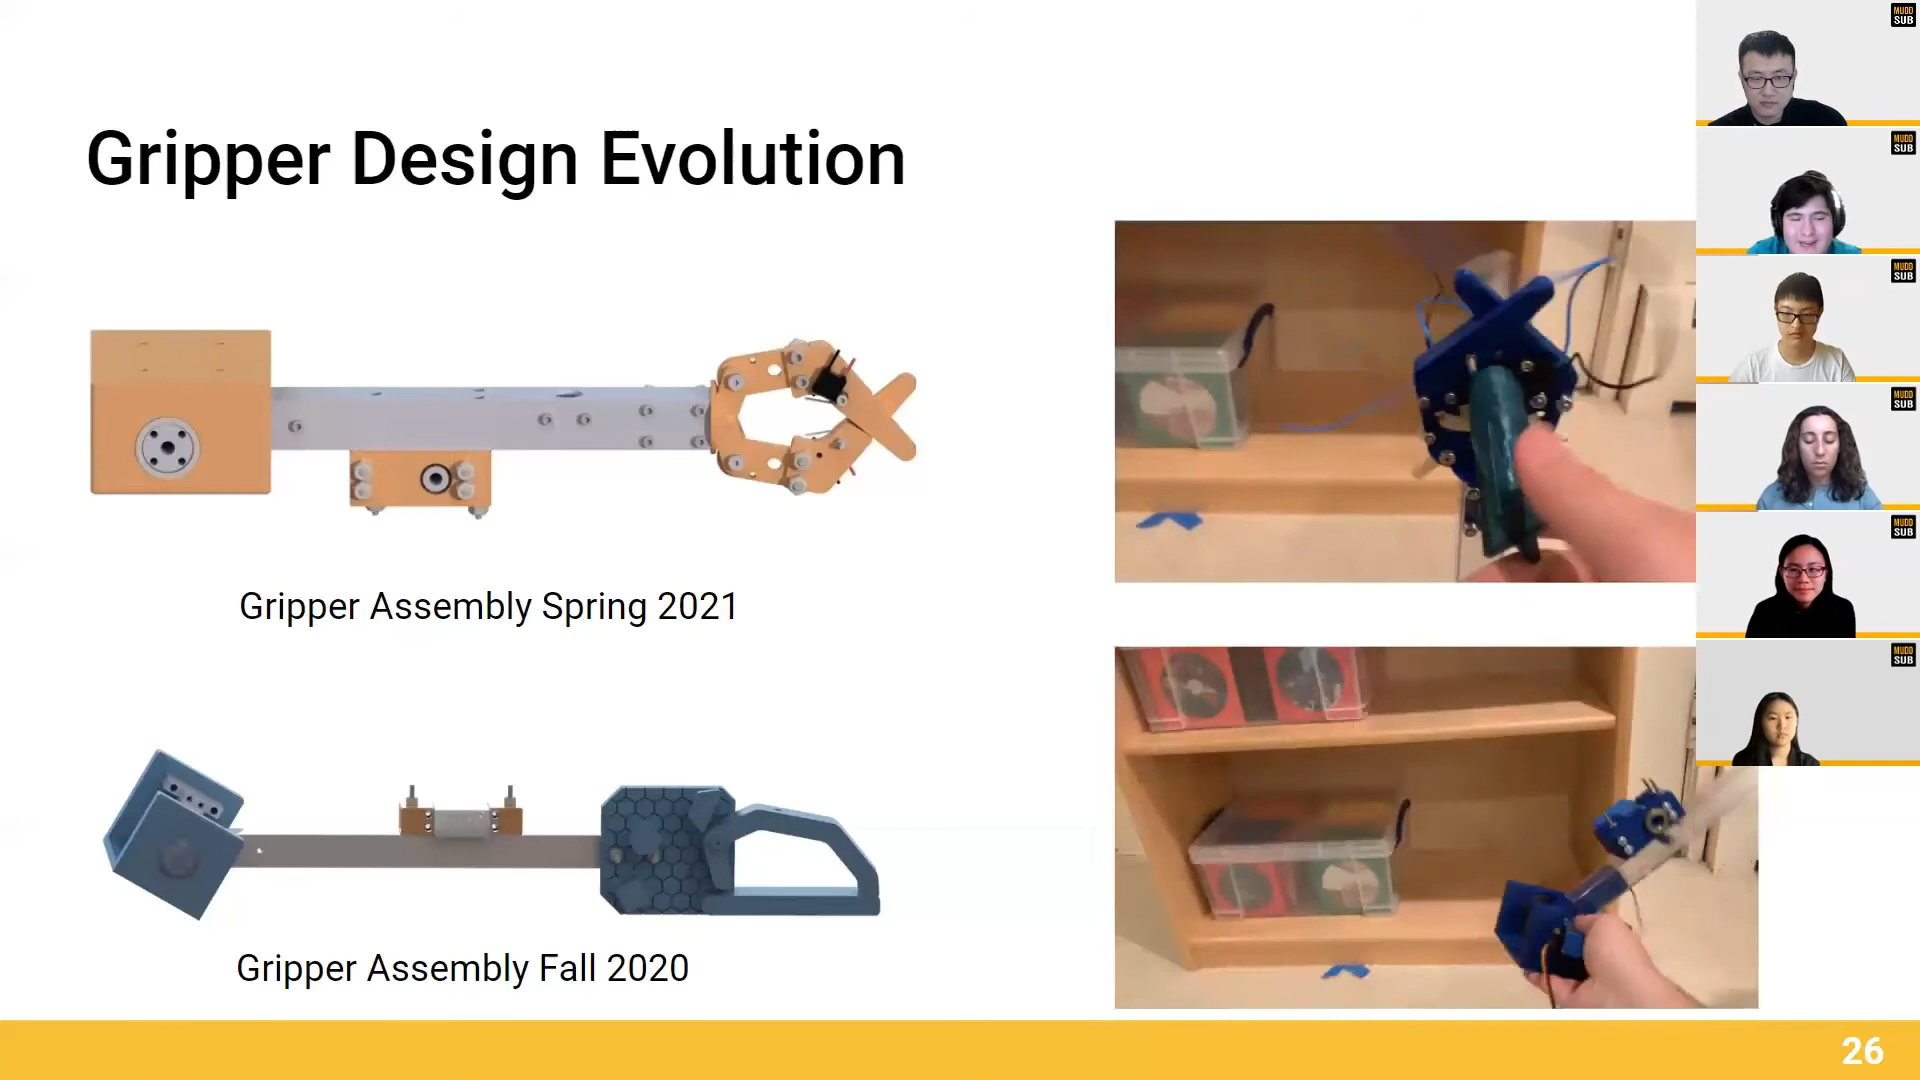 Gripper Design Evolution
Gripper Assembly Spring 2021
Gripper Assembly Fall 2020
26
MUDD
SUB
MUDD
SUB
MUDD
SUB
MUDD
SUB
MUDD
SUB
MUDD
SUB